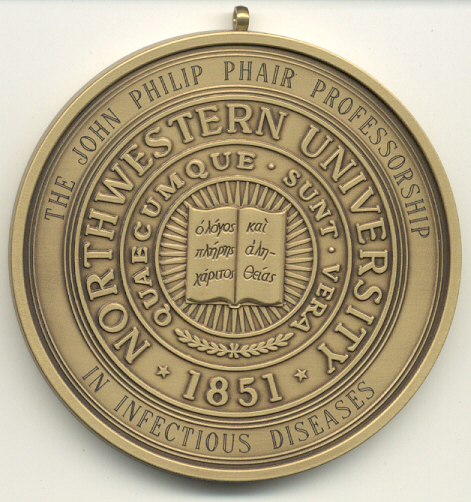 THE JOHN PHILIP PHAIR PROFESSORSHIP
IN INFECTIOUS DISEASES
NORTHWESTERN UNIVERSITY
1851
QUAECUMQUE · SUNT · VERA
ὁ λόγος
πλήρης
χάριτος
καὶ
ἀλη-
θείας